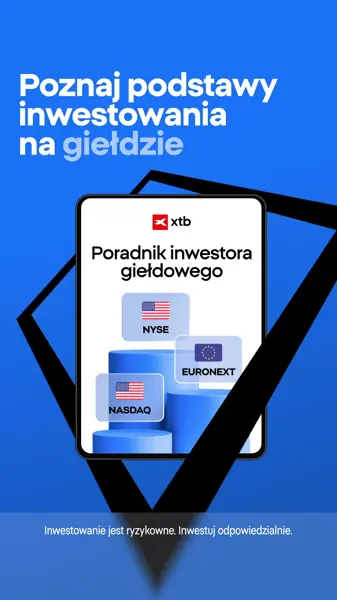 Poznaj podstawy
inwestowania
na giełdzie
xtb
Poradnik inwestora
giełdowego
NYSE
EURONEXT
NASDAQ
Inwestowanie jest ryzykowne. Inwestuj odpowiedzialnie.